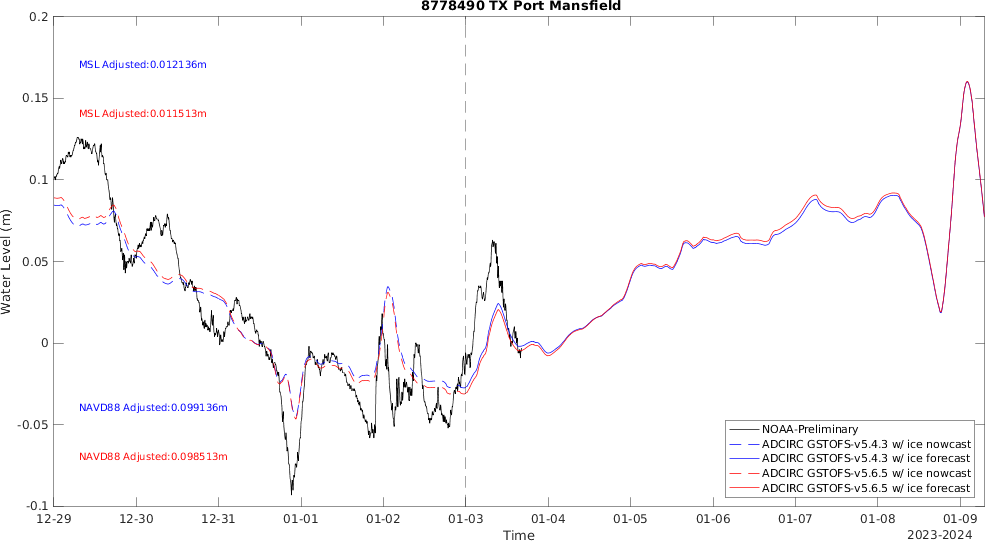 8778490 TX Port Mansfield
0.2
0.15
0.1
0.05
0
-0.05
-0.1
Water Level (m)
MSL Adjusted:0.012136m
MSL Adjusted:0.011513m
NAVD88 Adjusted:0.099136m
NAVD88 Adjusted:0.098513m
NOAA-Preliminary
ADCIRC GSTOFS-v5.4.3 w/ ice nowcast
ADCIRC GSTOFS-v5.4.3 w/ ice forecast
ADCIRC GSTOFS-v5.6.5 w/ ice nowcast
ADCIRC GSTOFS-v5.6.5 w/ ice forecast
12-29 12-30 12-31 01-01 01-02 01-03 01-04 01-05 01-06 01-07 01-08 01-09
Time
2023-2024